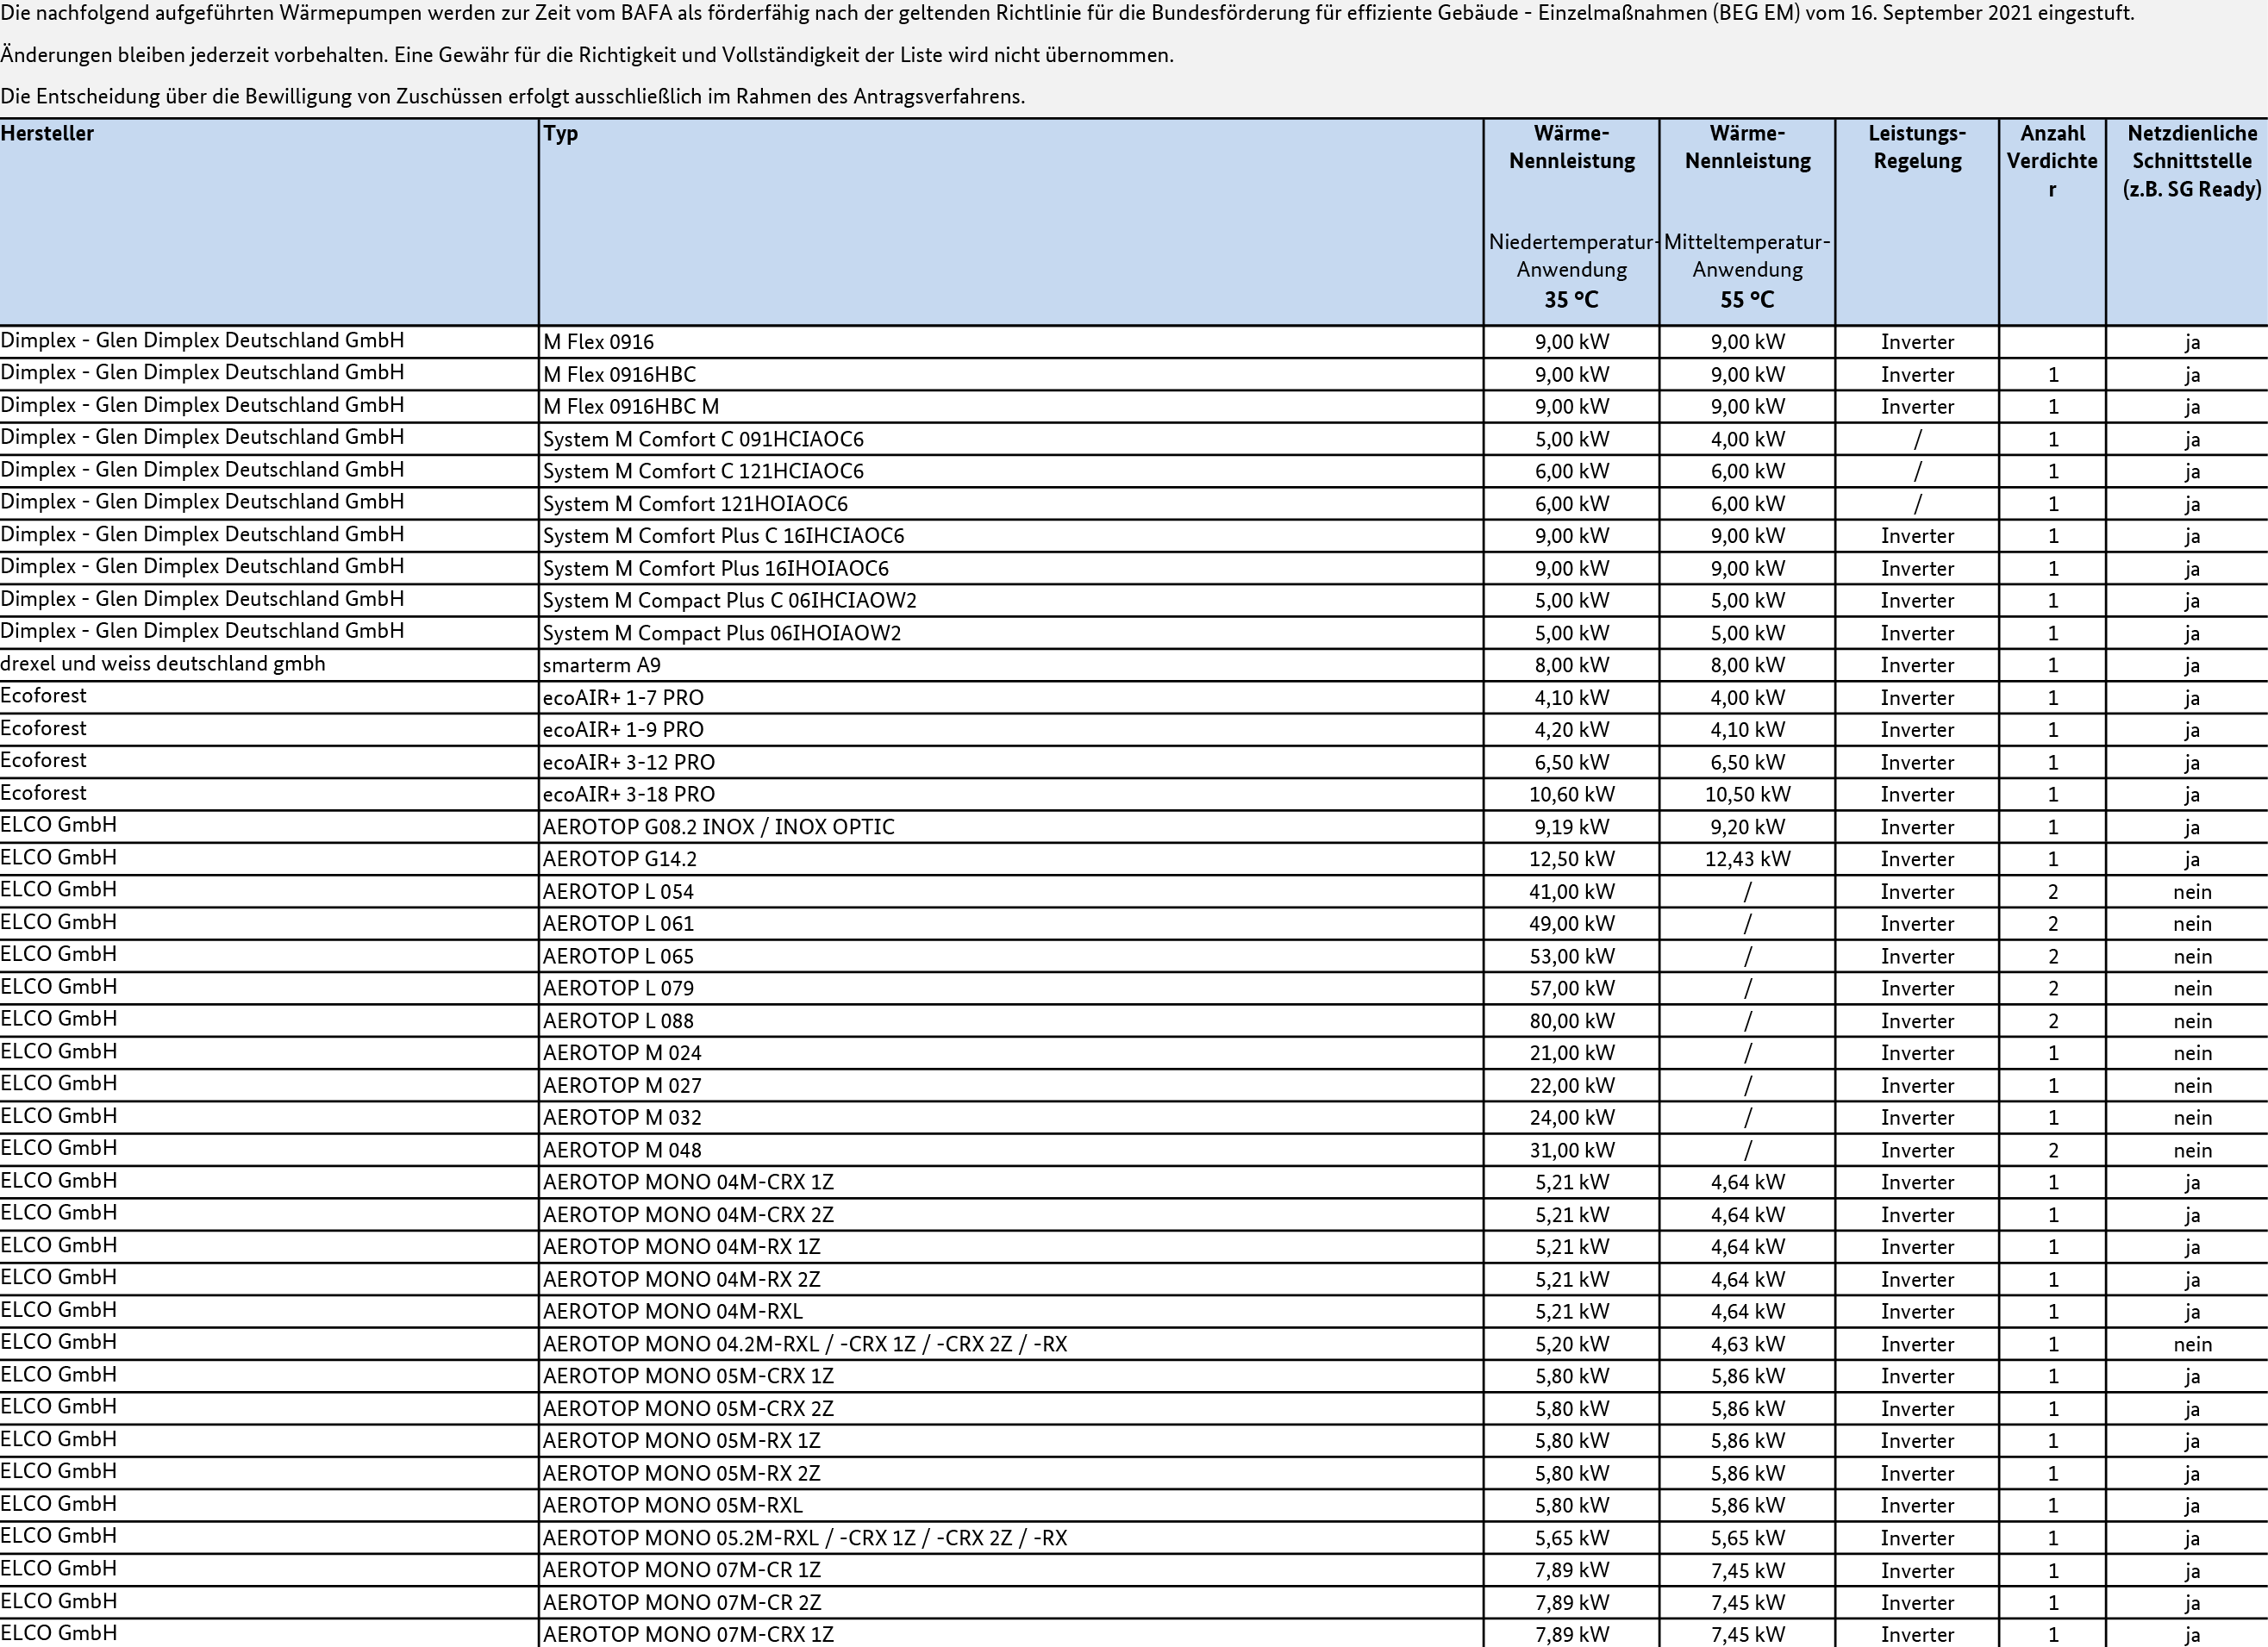 Die nachfolgend aufgeführten Wärmepumpen werden zur Zeit vom BAFA als förderfähig nach der geltenden Richtlinie für die Bundesförderung für effiziente Gebäude - Einzelmaßnahmen (BEG EM) vom 16. September 2021 eingestuft.
Änderungen bleiben jederzeit vorbehalten. Eine Gewähr für die Richtigkeit und Vollständigkeit der Liste wird nicht übernommen.
Die Entscheidung über die Bewilligung von Zuschüssen erfolgt ausschließlich im Rahmen des Antragsverfahrens.
Hersteller Typ Wärme- Wärme- Leistungs- Anzahl Netzdienliche
Nennleistung Nennleistung Regelung Verdichte Schnittstelle
r (z.B. SG Ready)
Niedertemperatur- Mitteltemperatur-
Anwendung Anwendung
35 °C 55 °C
Dimplex - Glen Dimplex Deutschland GmbH M Flex 0916 9,00 kW 9,00 kW Inverter ja
Dimplex - Glen Dimplex Deutschland GmbH M Flex 0916HBC 9,00 kW 9,00 kW Inverter 1 ja
Dimplex - Glen Dimplex Deutschland GmbH M Flex 0916HBC M 9,00 kW 9,00 kW Inverter 1 ja
Dimplex - Glen Dimplex Deutschland GmbH System M Comfort C 091HCIAOC6 5,00 kW 4,00 kW / 1 ja
Dimplex - Glen Dimplex Deutschland GmbH System M Comfort C 121HCIAOC6 6,00 kW 6,00 kW / 1 ja
Dimplex - Glen Dimplex Deutschland GmbH System M Comfort 121HOIAOC6 6,00 kW 6,00 kW / 1 ja
Dimplex - Glen Dimplex Deutschland GmbH System M Comfort Plus C 16IHCIAOC6 9,00 kW 9,00 kW Inverter 1 ja
Dimplex - Glen Dimplex Deutschland GmbH System M Comfort Plus 16IHOIAOC6 9,00 kW 9,00 kW Inverter 1 ja
Dimplex - Glen Dimplex Deutschland GmbH System M Compact Plus C 06IHCIAOW2 5,00 kW 5,00 kW Inverter 1 ja
Dimplex - Glen Dimplex Deutschland GmbH System M Compact Plus 06IHOIAOW2 5,00 kW 5,00 kW Inverter 1 ja
drexel und weiss deutschland gmbh smarterm A9 8,00 kW 8,00 kW Inverter 1 ja
Ecoforest ecoAIR+ 1-7 PRO 4,10 kW 4,00 kW Inverter 1 ja
Ecoforest ecoAIR+ 1-9 PRO 4,20 kW 4,10 kW Inverter 1 ja
Ecoforest ecoAIR+ 3-12 PRO 6,50 kW 6,50 kW Inverter 1 ja
Ecoforest ecoAIR+ 3-18 PRO 10,60 kW 10,50 kW Inverter 1 ja
ELCO GmbH AEROTOP G08.2 INOX / INOX OPTIC 9,19 kW 9,20 kW Inverter 1 ja
ELCO GmbH AEROTOP G14.2 12,50 kW 12,43 kW Inverter 1 ja
ELCO GmbH AEROTOP L 054 41,00 kW / Inverter 2 nein
ELCO GmbH AEROTOP L 061 49,00 kW / Inverter 2 nein
ELCO GmbH AEROTOP L 065 53,00 kW / Inverter 2 nein
ELCO GmbH AEROTOP L 079 57,00 kW / Inverter 2 nein
ELCO GmbH AEROTOP L 088 80,00 kW / Inverter 2 nein
ELCO GmbH AEROTOP M 024 21,00 kW / Inverter 1 nein
ELCO GmbH AEROTOP M 027 22,00 kW / Inverter 1 nein
ELCO GmbH AEROTOP M 032 24,00 kW / Inverter 1 nein
ELCO GmbH AEROTOP M 048 31,00 kW / Inverter 2 nein
ELCO GmbH AEROTOP MONO 04M-CRX 1Z 5,21 kW 4,64 kW Inverter 1 ja
ELCO GmbH AEROTOP MONO 04M-CRX 2Z 5,21 kW 4,64 kW Inverter 1 ja
ELCO GmbH AEROTOP MONO 04M-RX 1Z 5,21 kW 4,64 kW Inverter 1 ja
ELCO GmbH AEROTOP MONO 04M-RX 2Z 5,21 kW 4,64 kW Inverter 1 ja
ELCO GmbH AEROTOP MONO 04M-RXL 5,21 kW 4,64 kW Inverter 1 ja
ELCO GmbH AEROTOP MONO 04.2M-RXL / -CRX 1Z / -CRX 2Z / -RX 5,20 kW 4,63 kW Inverter 1 nein
ELCO GmbH AEROTOP MONO 05M-CRX 1Z 5,80 kW 5,86 kW Inverter 1 ja
ELCO GmbH AEROTOP MONO 05M-CRX 2Z 5,80 kW 5,86 kW Inverter 1 ja
ELCO GmbH AEROTOP MONO 05M-RX 1Z 5,80 kW 5,86 kW Inverter 1 ja
ELCO GmbH AEROTOP MONO 05M-RX 2Z 5,80 kW 5,86 kW Inverter 1 ja
ELCO GmbH AEROTOP MONO 05M-RXL 5,80 kW 5,86 kW Inverter 1 ja
ELCO GmbH AEROTOP MONO 05.2M-RXL / -CRX 1Z / -CRX 2Z / -RX 5,65 kW 5,65 kW Inverter 1 ja
ELCO GmbH AEROTOP MONO 07M-CR 1Z 7,89 kW 7,45 kW Inverter 1 ja
ELCO GmbH AEROTOP MONO 07M-CR 2Z 7,89 kW 7,45 kW Inverter 1 ja
ELCO GmbH AEROTOP MONO 07M-CRX 1Z 7,89 kW 7,45 kW Inverter 1 ja